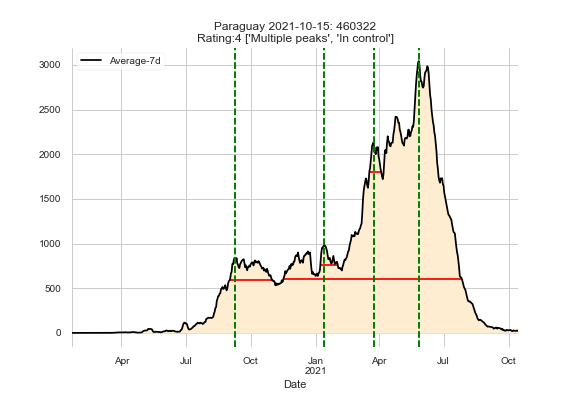 Paraguay 2021-10-15: 460322
Rating:4 ['Multiple peaks', 'In control']
Average-7d
3000
2500
2000
1500
1000
500
0
Apr Jul Oct Jan Apr Jul Oct
2021
Date